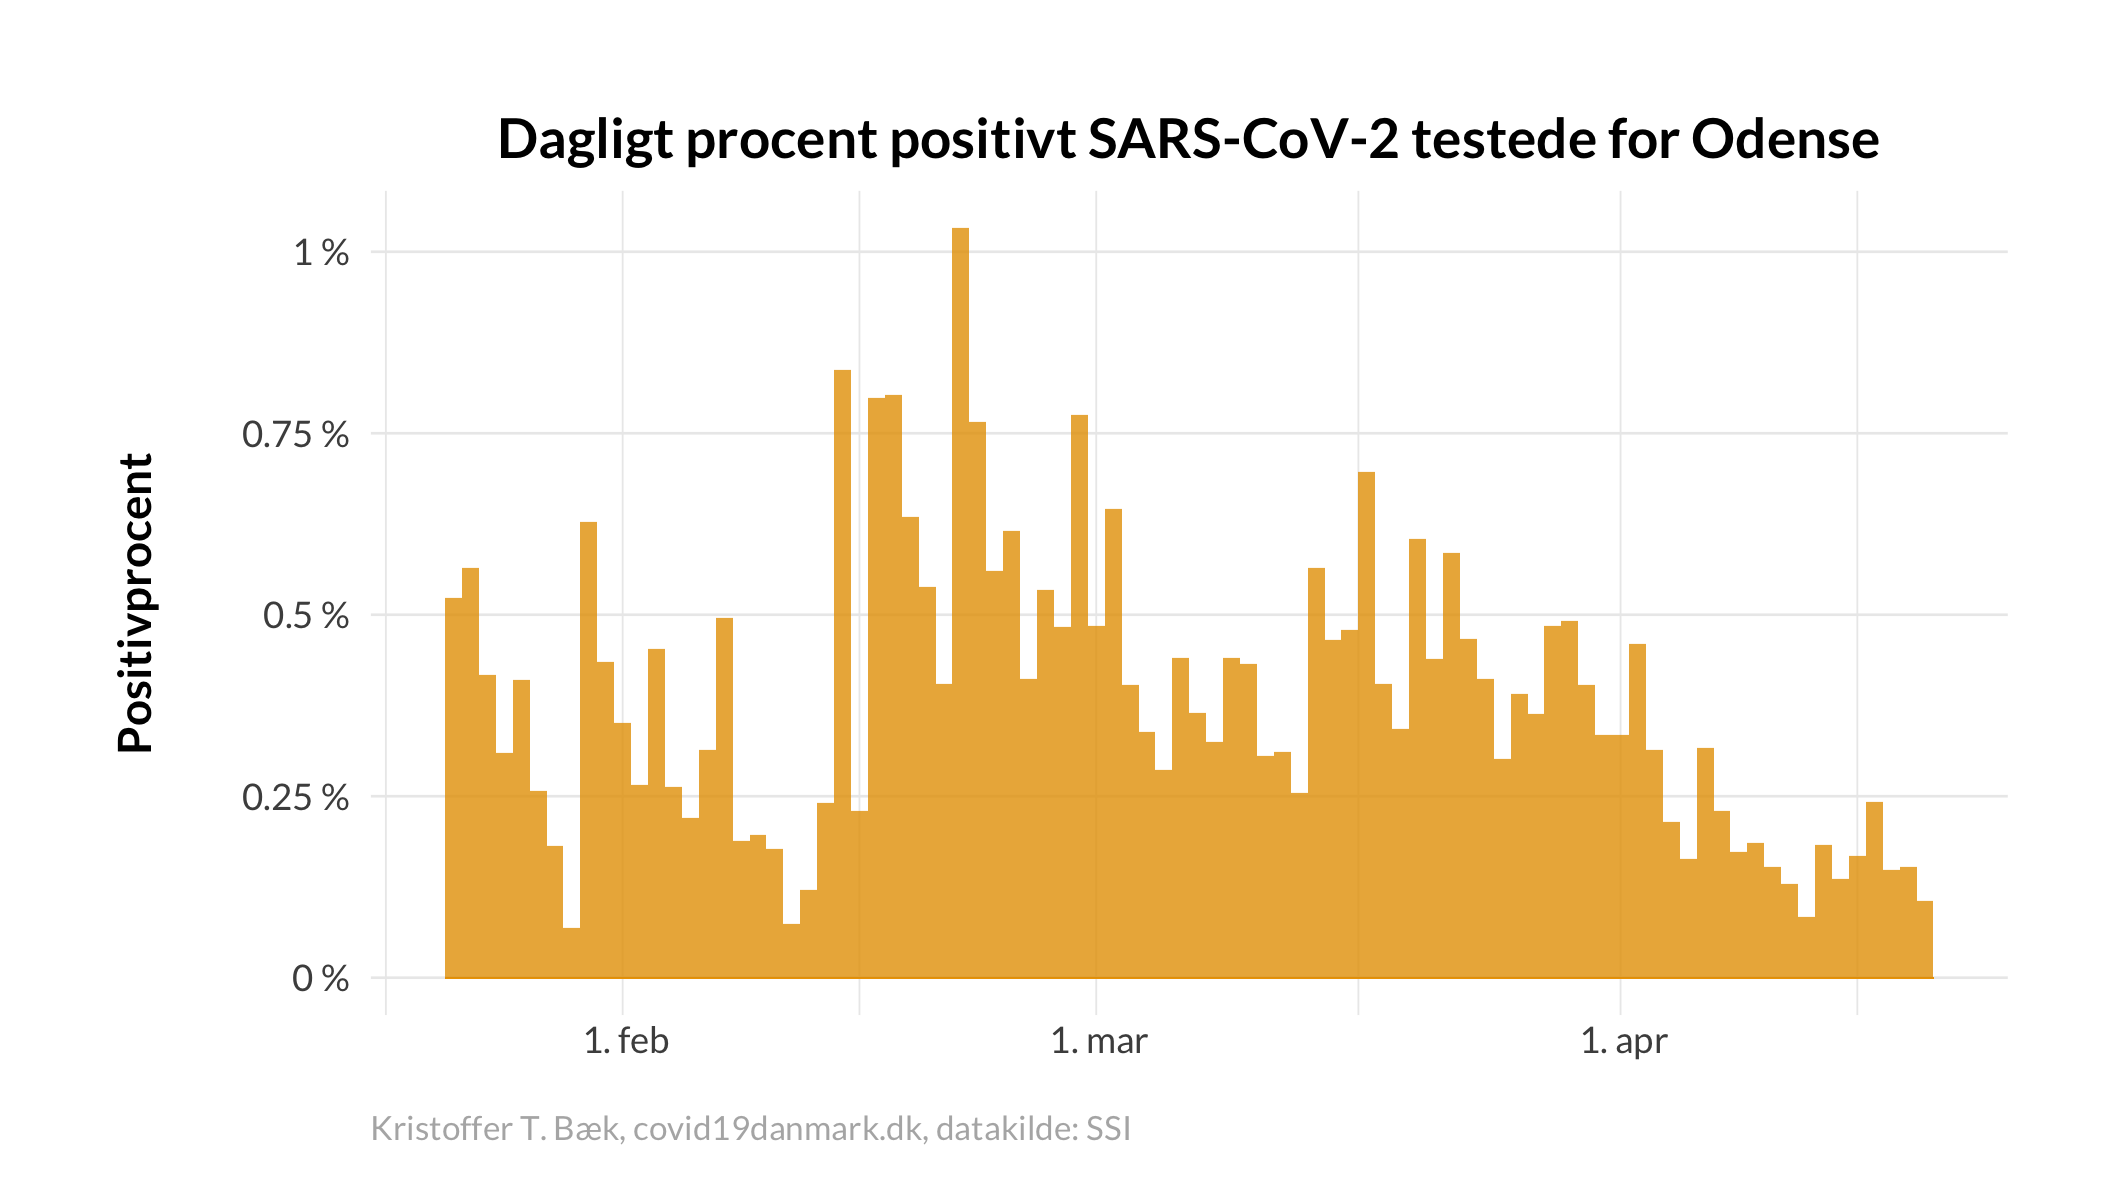 Dagligt procent positivt SARS-CoV-2 testede for Odense
Positivprocent
1 %
0.75 %
0.5 %
0.25 %
0 %
1. feb
1. mar
1. apr
Kristoffer T. Bæk, covid19danmark.dk, datakilde: SSI